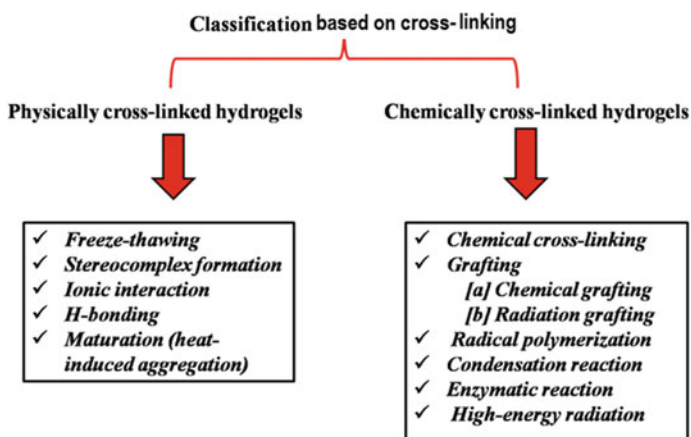 Classification based on cross-linking
Physically cross-linked hydrogels
Chemically cross-linked hydrogels
✓ Freeze-thawing
✓ Stereocomplex formation
✓ Ionic interaction
✓ H-bonding
✓ Maturation (heat-
induced aggregation)
✓ Chemical cross-linking
✓ Grafting
[a] Chemical grafting
[b] Radiation grafting
✓ Radical polymerization
✓ Condensation reaction
✓ Enzymatic reaction
✓ High-energy radiation